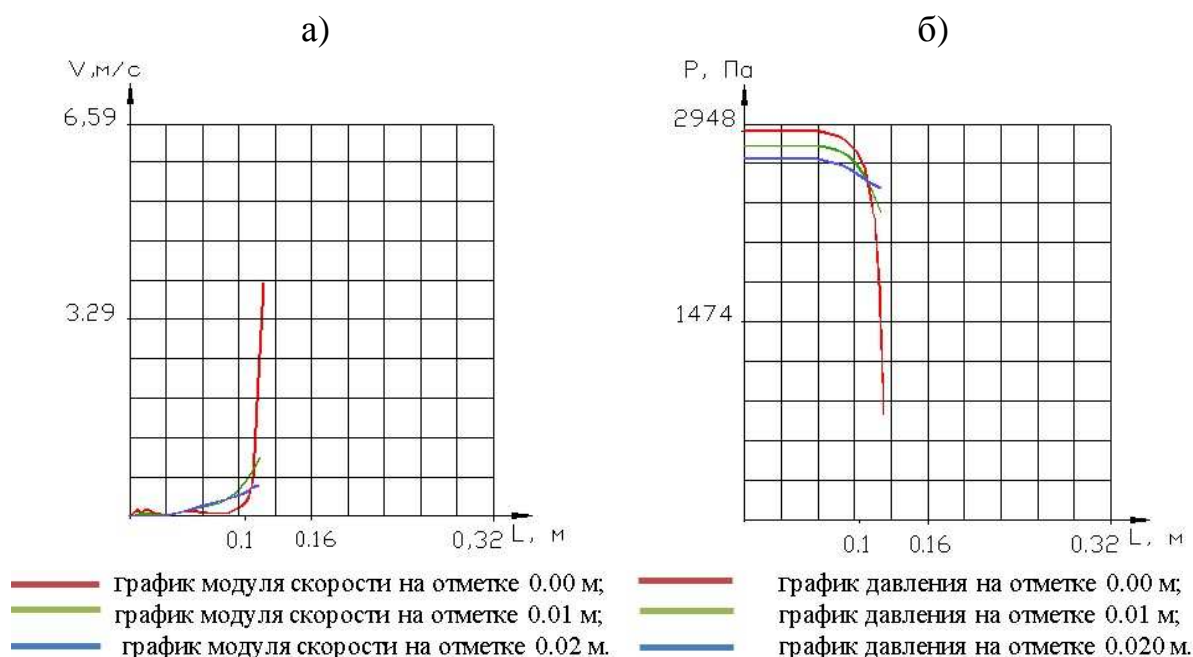 а)
V,м/с
6,59
3.29
0.1
0.16
0,32
L, м
график модуля скорости на отметке 0.00 м;
график модуля скорости на отметке 0.01 м;
график модуля скорости на отметке 0.02 м.
б)
P, Па
2948
1474
0.1
0.16
0.32
L, м
график давления на отметке 0.00 м;
график давления на отметке 0.01 м;
график давления на отметке 0.020 м.